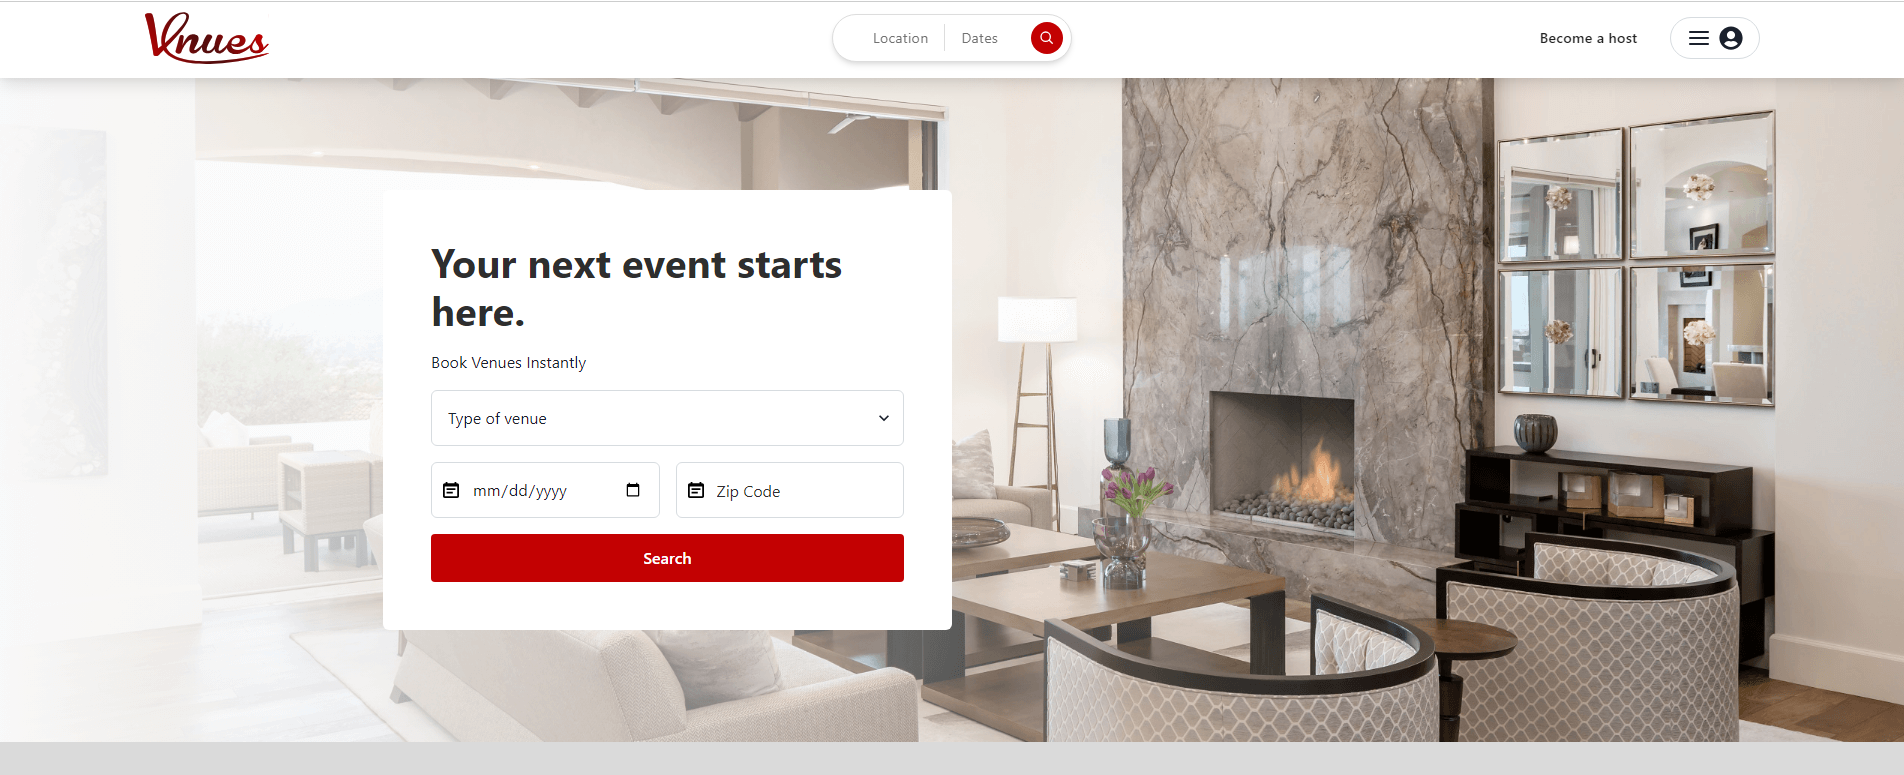 Vnues
Location
Dates
Become a host
Your next event starts
here.
Book Venues Instantly
Type of venue
mm/dd/yyyy
Zip Code
Search